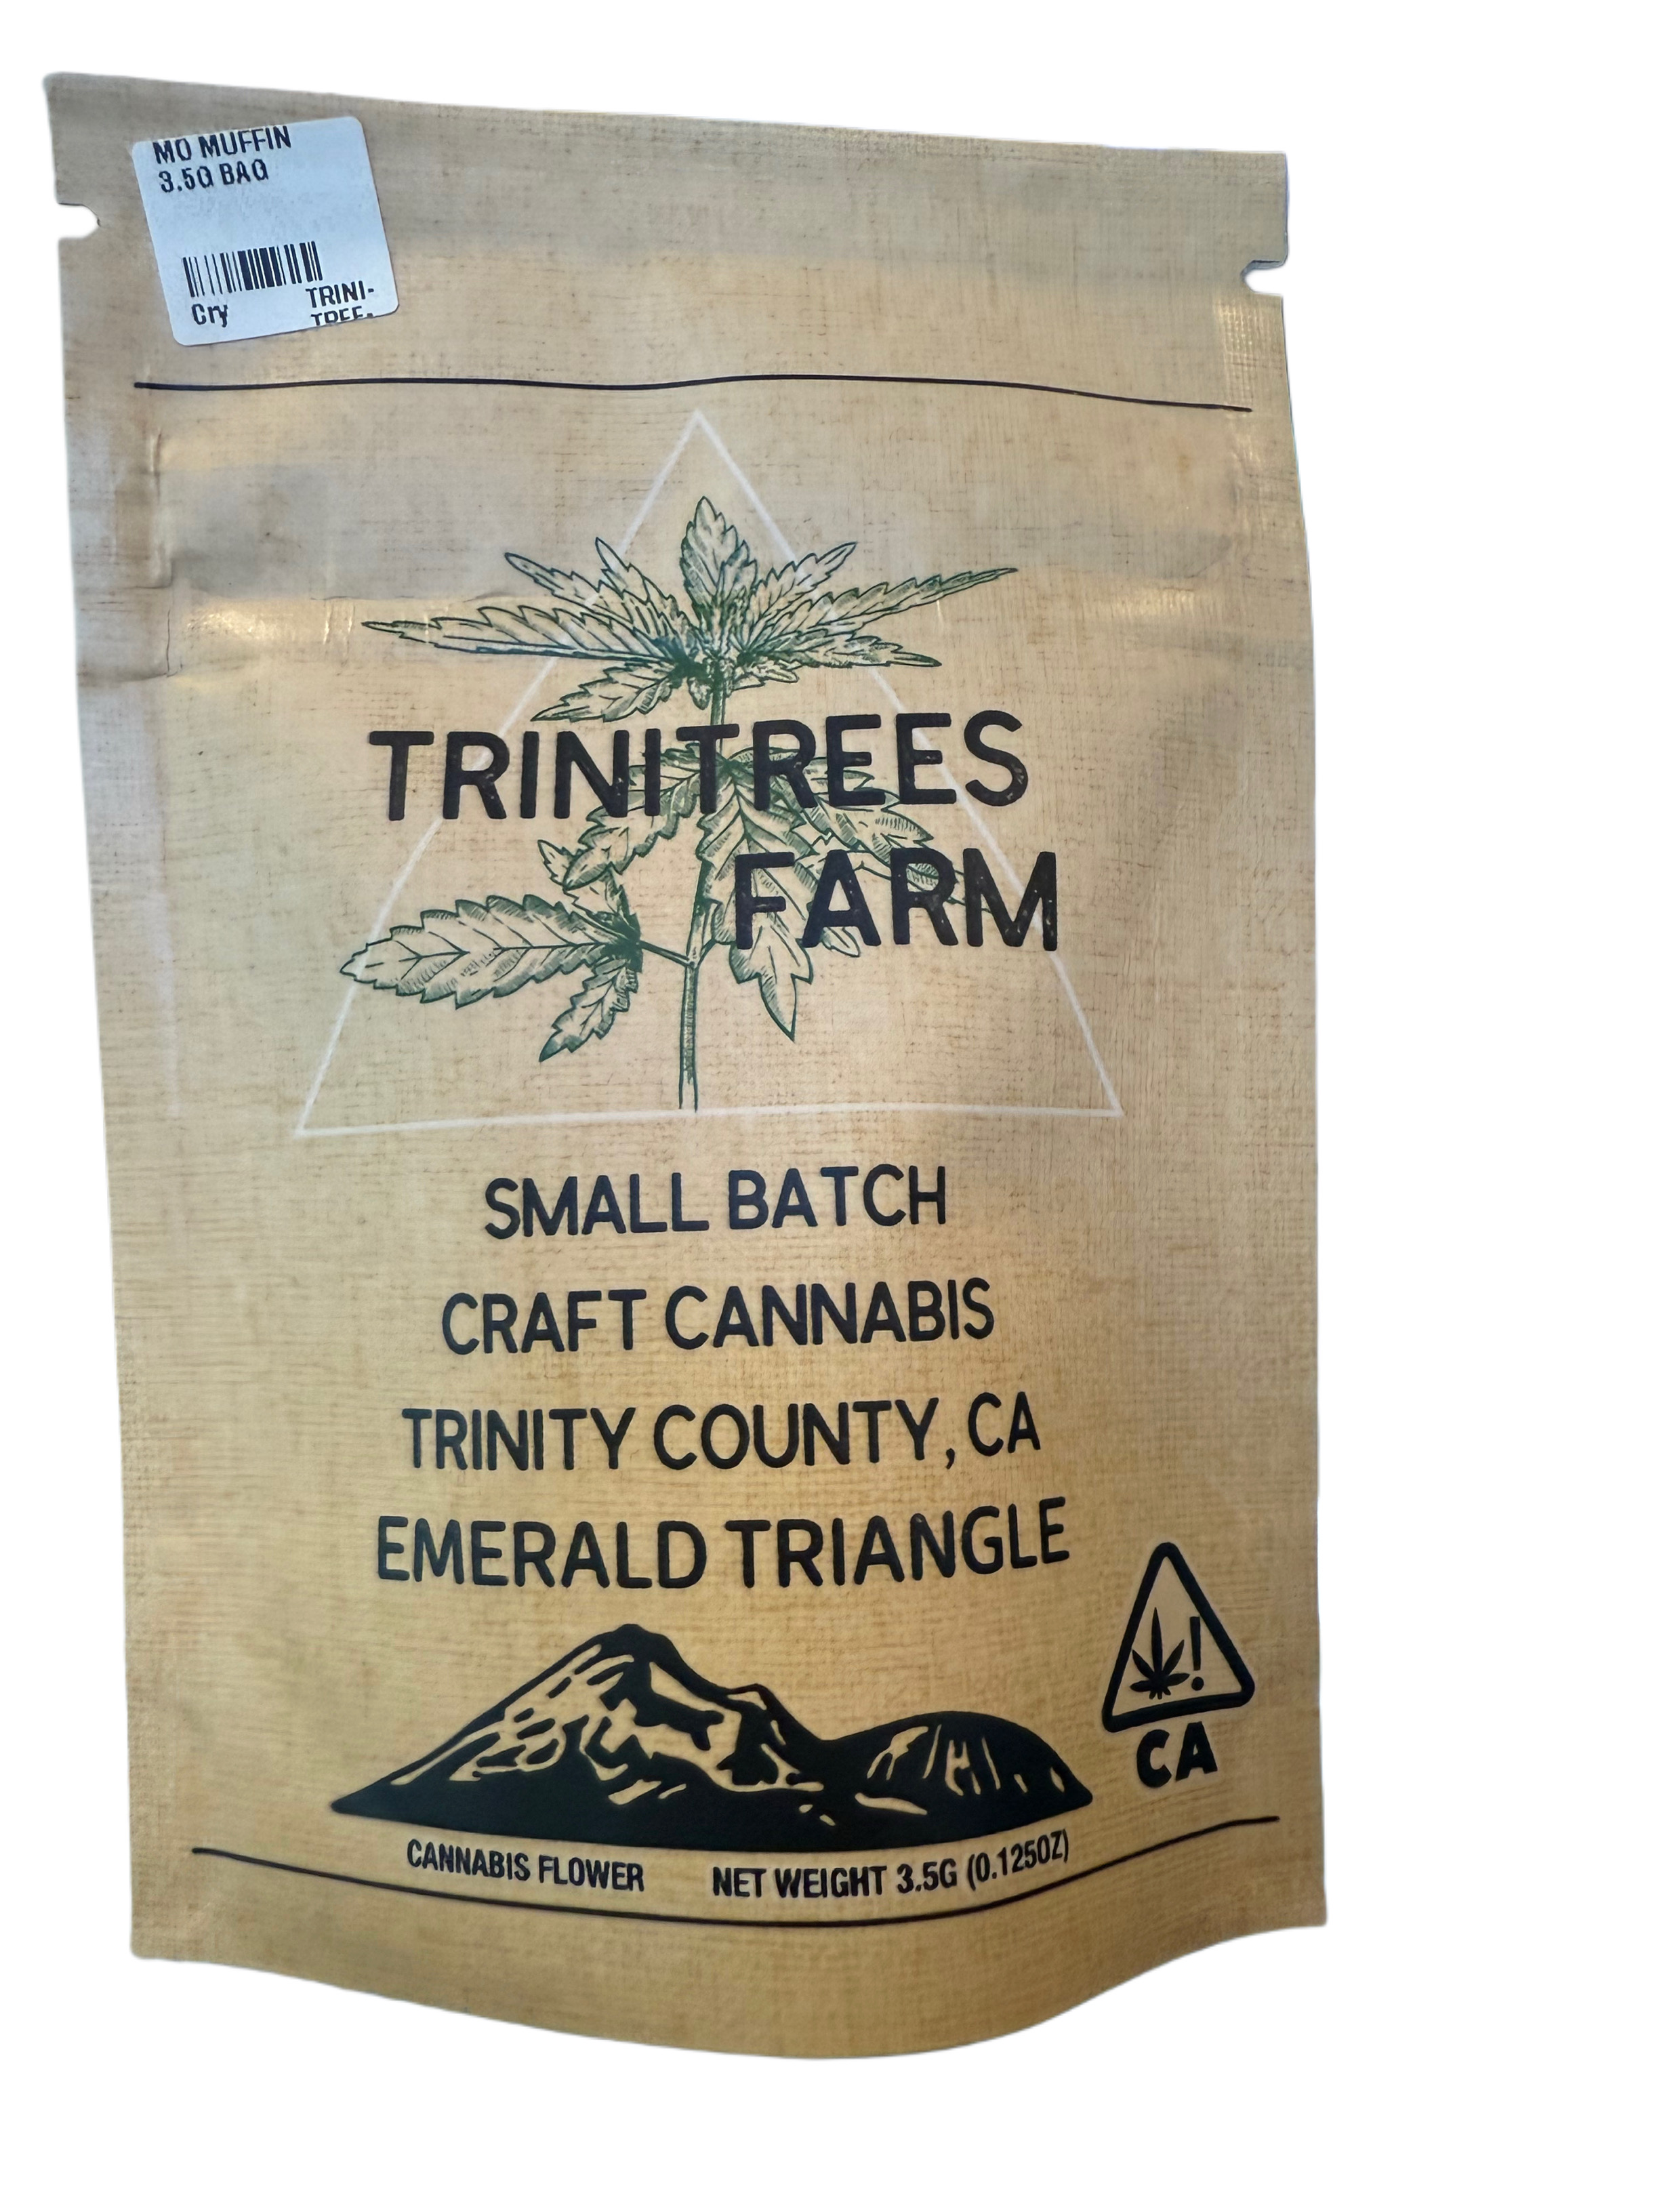 MO MUFFIN
3.5G BAG
Cry TRINI-
TREE-
TRINITREES
FARM
SMALL BATCH
CRAFT CANNABIS
TRINITY COUNTY, CA
EMERALD TRIANGLE
!
CA
CANNABIS FLOWER NET WEIGHT 3.5G (0.125OZ)